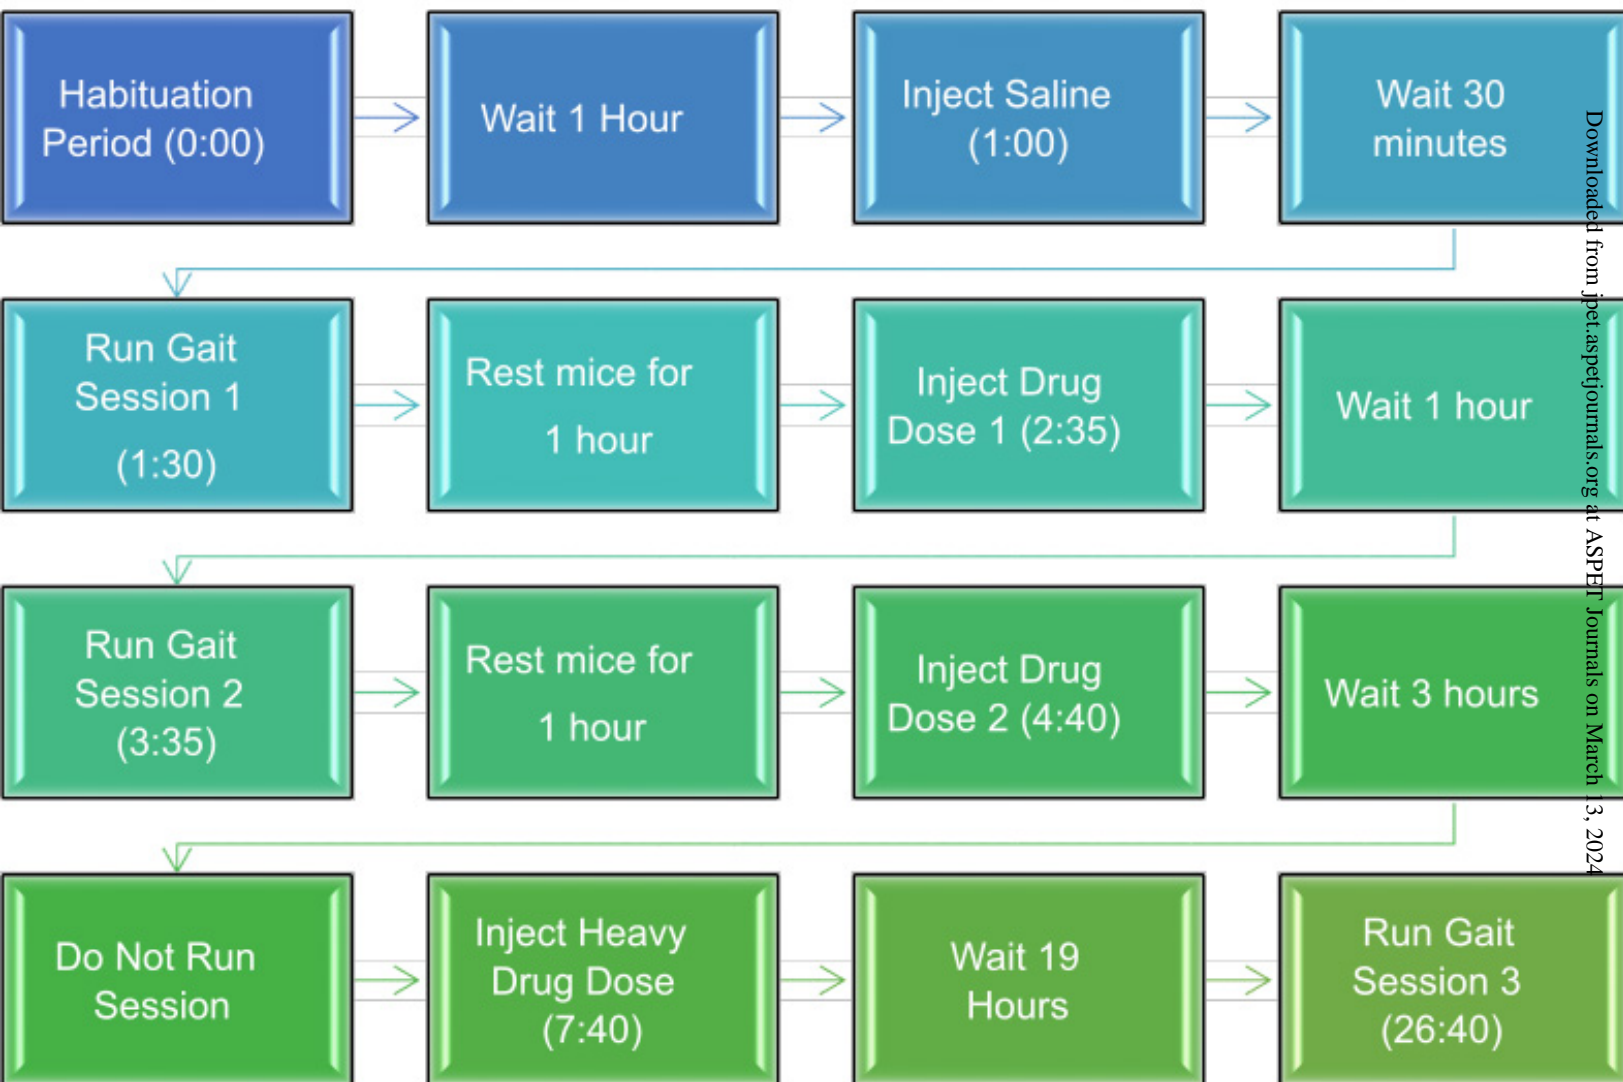 Habituation
Period (0:00)
Wait 1 Hour
Inject Saline
(1:00)
Wait 30
minutes
Run Gait
Session 1
(1:30)
Rest mice for
1 hour
Inject Drug
Dose 1 (2:35)
Wait 1 hour
Run Gait
Session 2
(3:35)
Rest mice for
1 hour
Inject Drug
Dose 2 (4:40)
Wait 3 hours
Do Not Run
Session
Inject Heavy
Drug Dose
(7:40)
Wait 19
Hours
Run Gait
Session 3
(26:40)
Downloaded from jpet.aspetjournals.org at ASPET Journals on March 13, 2024